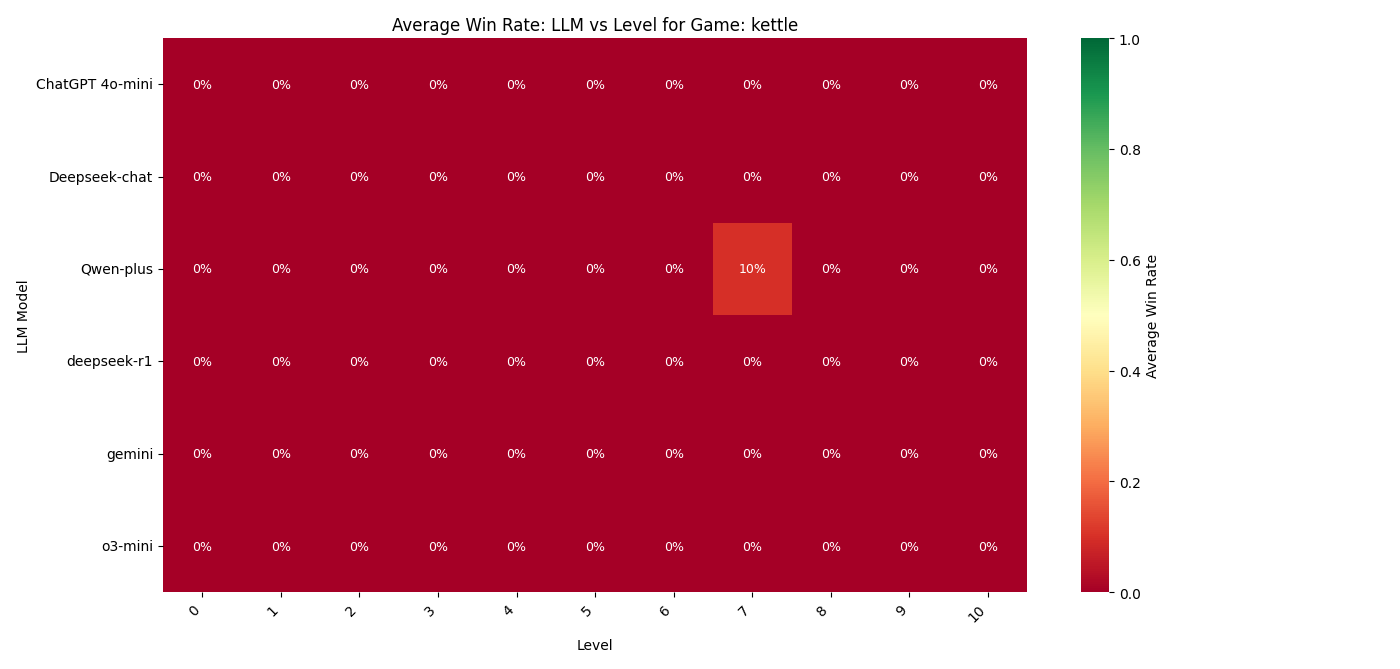 Average Win Rate: LLM vs Level for Game: kettle
LLM Model
ChatGPT 4o-mini 0% 0% 0% 0% 0% 0% 0% 0% 0% 0% 0%
Deepseek-chat 0% 0% 0% 0% 0% 0% 0% 0% 0% 0% 0%
Qwen-plus 0% 0% 0% 0% 0% 0% 0% 10% 0% 0% 0%
deepseek-r1 0% 0% 0% 0% 0% 0% 0% 0% 0% 0% 0%
gemini 0% 0% 0% 0% 0% 0% 0% 0% 0% 0% 0%
o3-mini 0% 0% 0% 0% 0% 0% 0% 0% 0% 0% 0%
0 1 2 3 4 5 6 7 8 9 10
Level
1.0
0.8
0.6
0.4
0.2
0.0
Average Win Rate